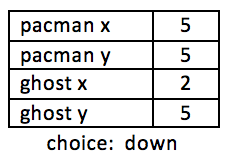 pacman x 5
pacman y 5
ghost x 2
ghost y 5
choice: down